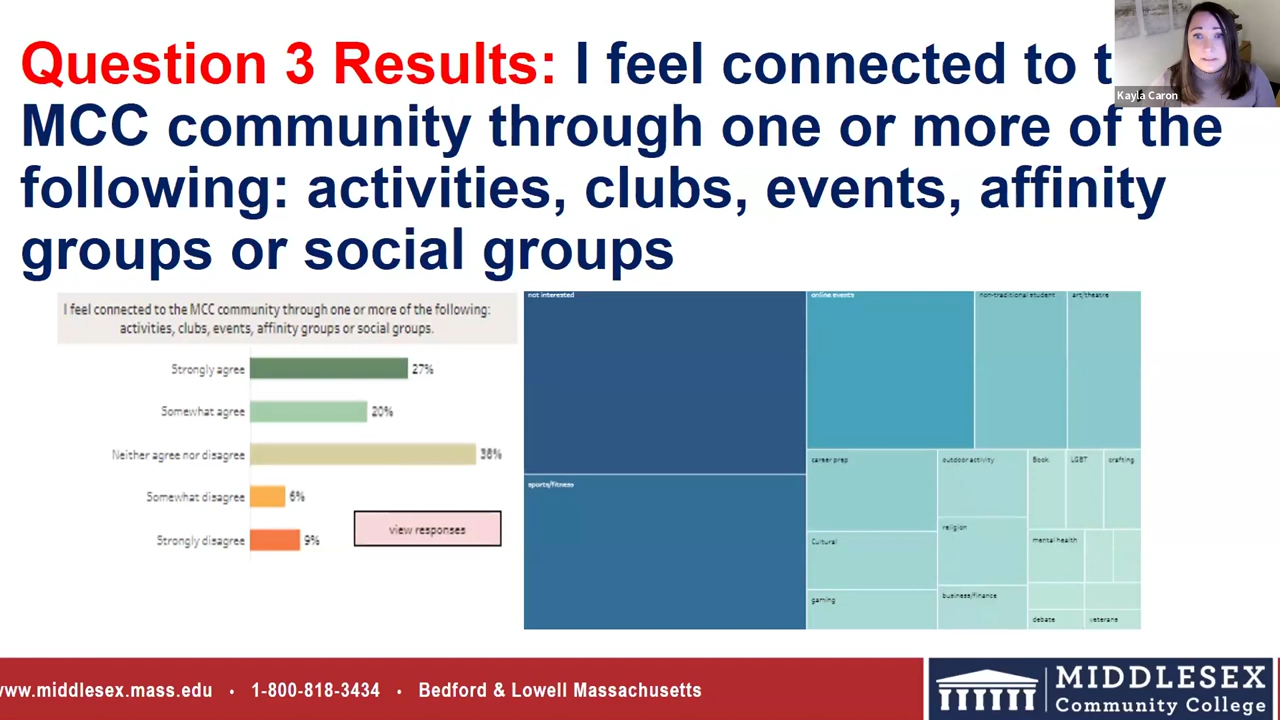 Question 3 Results: I feel connected to t
MCC community through one or more of the
following: activities, clubs, events, affinity
groups or social groups
Kayla Caron
I feel connected to the MCC community through one or more of the following:
activities, clubs, events, affinity groups or social groups.
Strongly agree 27%
Somewhat agree 20%
Neither agree nor disagree 38%
Somewhat disagree 6%
Strongly disagree 9%
view responses
not interested
sports/fitness
online events
non-traditional student
art/theatre
career prep
Cultural
gaming
outdoor activity
religion
business/finance
Book
LGBT
crafting
mental health
debate
veterans
www.middlesex.mass.edu • 1-800-818-3434 • Bedford & Lowell Massachusetts
MIDDLESEX
Community College